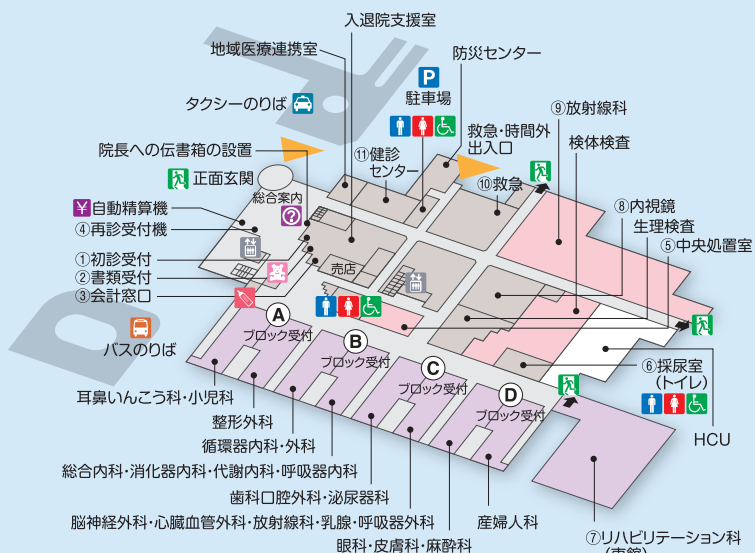 入退院支援室
地域医療連携室
防災センター
P
駐車場
タクシーのりば
⑨放射線科
救急・時間外
出入口
検体検査
院長への伝書箱の設置
⑪健診
センター
正面玄関
⑩救急
総合案内
¥自動精算機
?
⑧内視鏡
④再診受付機
生理検査
⑤中央処置室
①初診受付
②書類受付
売店
③会計窓口
A
ブロック受付
B
ブロック受付
バスのりば
C
ブロック受付
⑥採尿室
(トイレ)
D
ブロック受付
耳鼻いんこう科・小児科
整形外科
HCU
循環器内科・外科
総合内科・消化器内科・代謝内科・呼吸器内科
歯科口腔外科・泌尿器科
脳神経外科・心臓血管外科・放射線科・乳腺・呼吸器外科
産婦人科
眼科・皮膚科・麻酔科
⑦リハビリテーション科